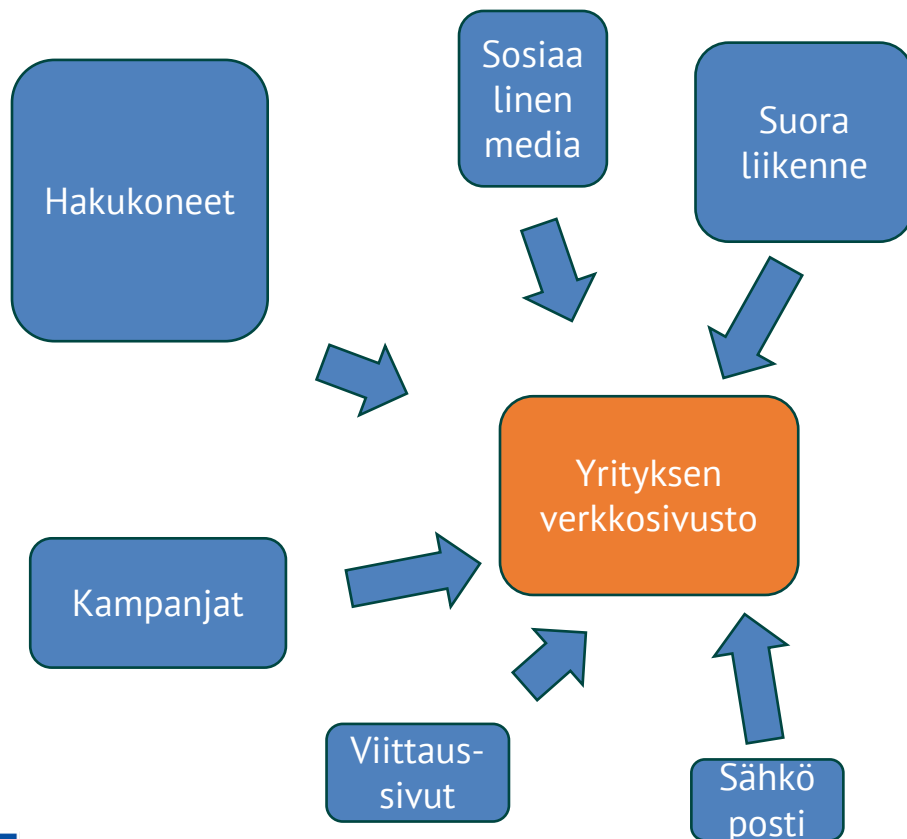 Hakukoneet
Sosiaa
linen
media
Suora
liikenne
Yrityksen
verkkosivusto
Kampanjat
Viittaus-
sivut
Sähkö
posti